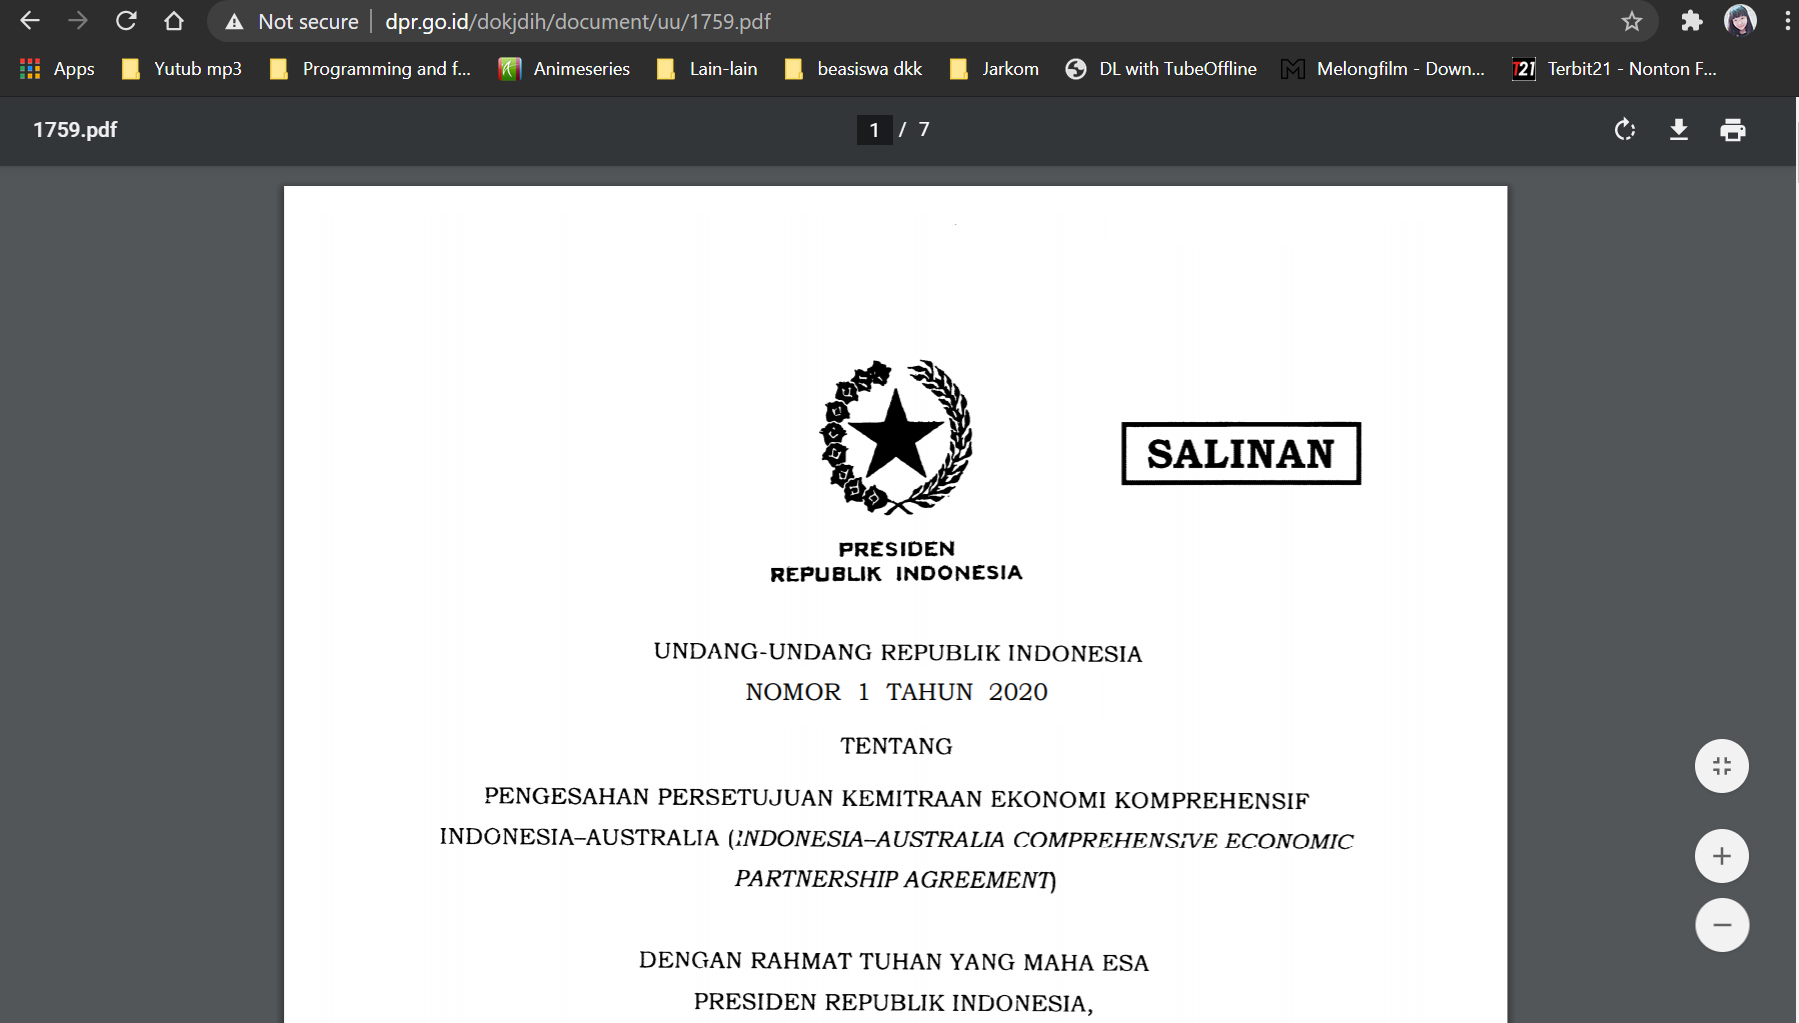 Not secure | dpr.go.id/dokjdih/document/uu/1759.pdf
Apps Yutub mp3 Programming and f... Animeseries Lain-lain beasiswa dkk Jarkom DL with TubeOffline Melongfilm - Down... T21 Terbit21 - Nonton F...
1759.pdf 1 / 7
SALINAN
PRESIDEN
REPUBLIK INDONESIA
UNDANG-UNDANG REPUBLIK INDONESIA
NOMOR 1 TAHUN 2020
TENTANG
PENGESAHAN PERSETUJUAN KEMITRAAN EKONOMI KOMPREHENSIF
INDONESIA–AUSTRALIA (INDONESIA–AUSTRALIA COMPREHENSIVE ECONOMIC
PARTNERSHIP AGREEMENT)
DENGAN RAHMAT TUHAN YANG MAHA ESA
PRESIDEN REPUBLIK INDONESIA,